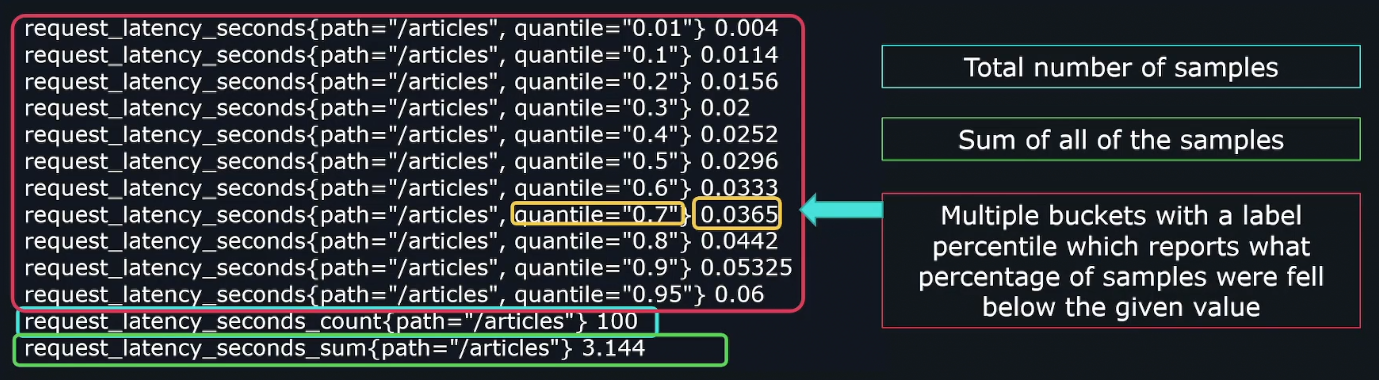 request_latency_seconds{path="/articles", quantile="0.01"} 0.004
request_latency_seconds{path="/articles", quantile="0.1"} 0.0114
request_latency_seconds{path="/articles", quantile="0.2"} 0.0156
request_latency_seconds{path="/articles", quantile="0.3"} 0.02
request_latency_seconds{path="/articles", quantile="0.4"} 0.0252
request_latency_seconds{path="/articles", quantile="0.5"} 0.0296
request_latency_seconds{path="/articles", quantile="0.6"} 0.0333
request_latency_seconds{path="/articles", quantile="0.7"} 0.0365
request_latency_seconds{path="/articles", quantile="0.8"} 0.0442
request_latency_seconds{path="/articles", quantile="0.9"} 0.05325
request_latency_seconds{path="/articles", quantile="0.95"} 0.06
request_latency_seconds_count{path="/articles"} 100
request_latency_seconds_sum{path="/articles"} 3.144
Total number of samples
Sum of all of the samples
Multiple buckets with a label
percentile which reports what
percentage of samples were fell
below the given value